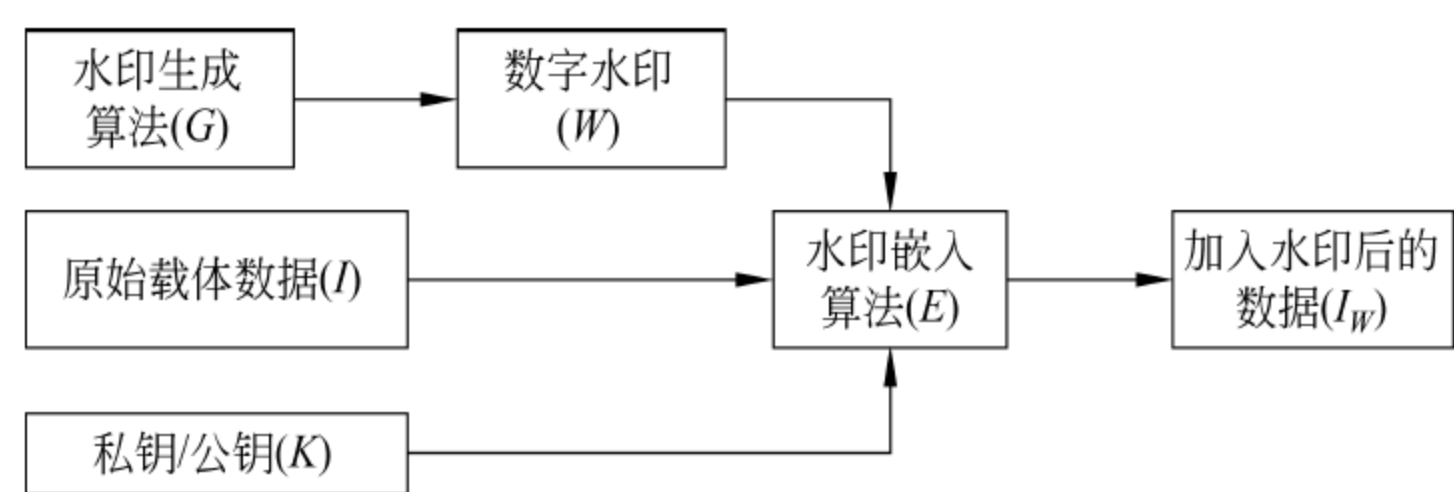 水印生成
算法(G)
数字水印
(W)
原始载体数据(I)
水印嵌入
算法(E)
加入水印后的
数据(I_W)
私钥/公钥(K)